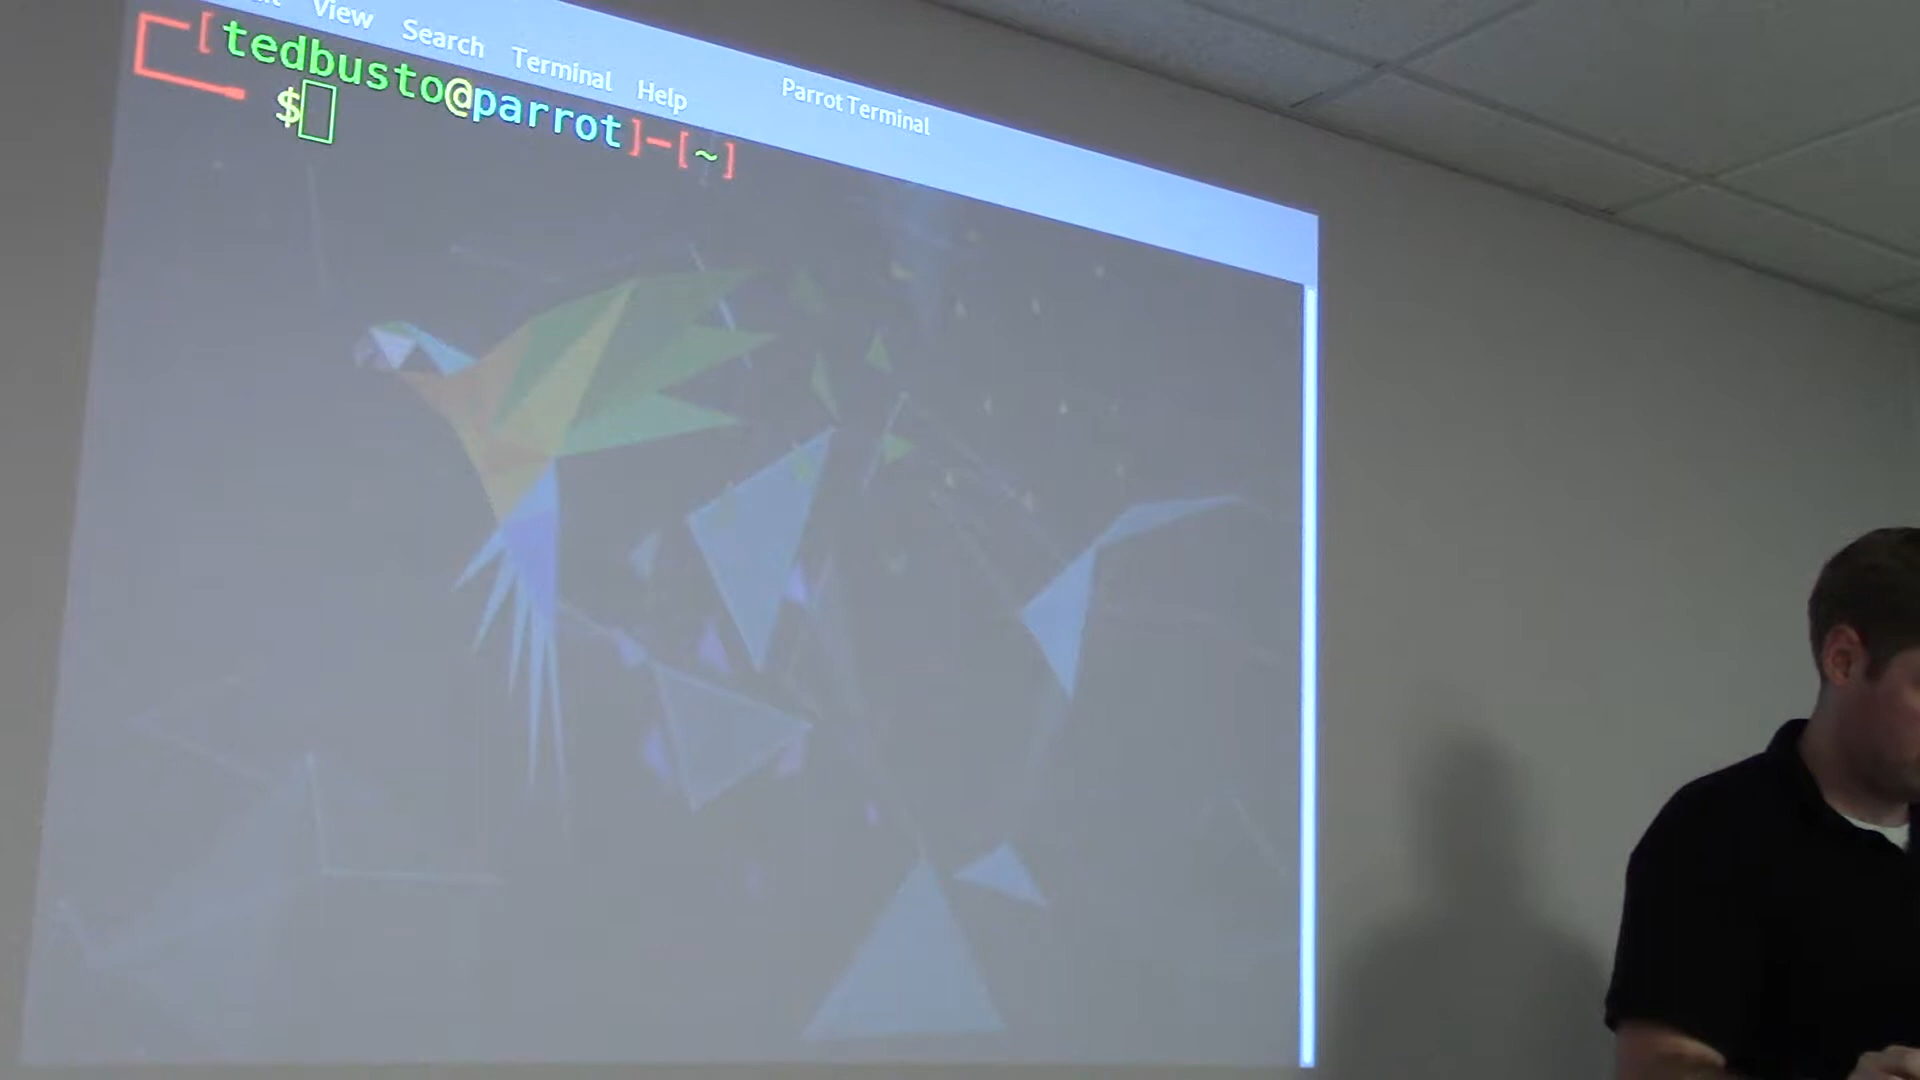 View Search Terminal Help
Parrot Terminal
[tedbusto@parrot]─[~]
$